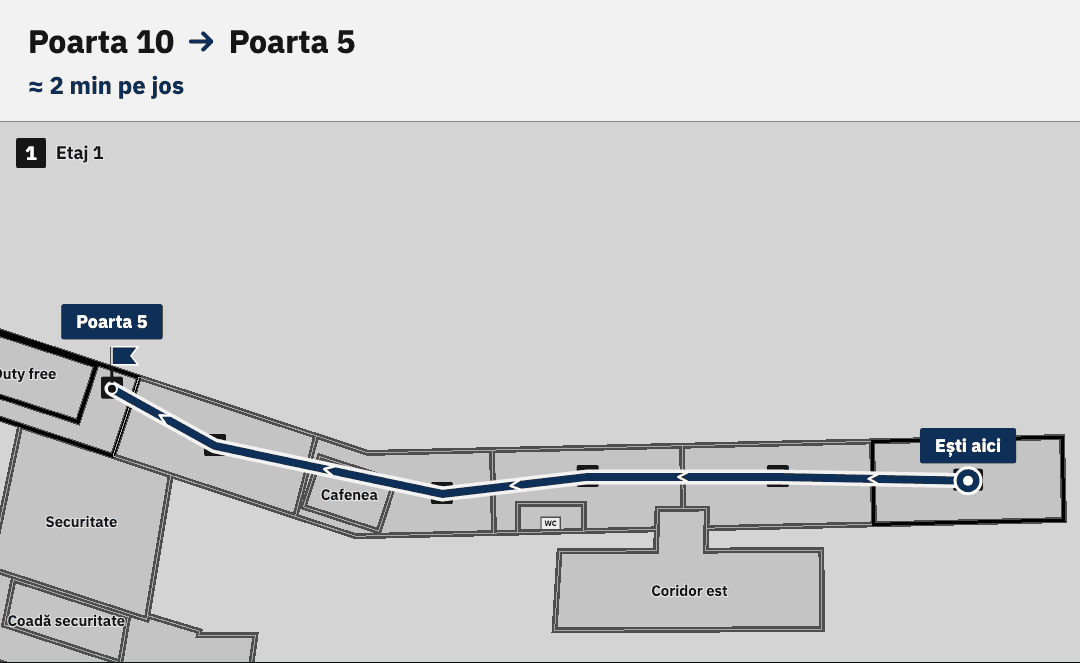 Poarta 10 → Poarta 5
≈ 2 min pe jos
1 Etaj 1
Poarta 5
uty free
Ești aici
Cafenea
Securitate
WC
Coridor est
Coadă securitate